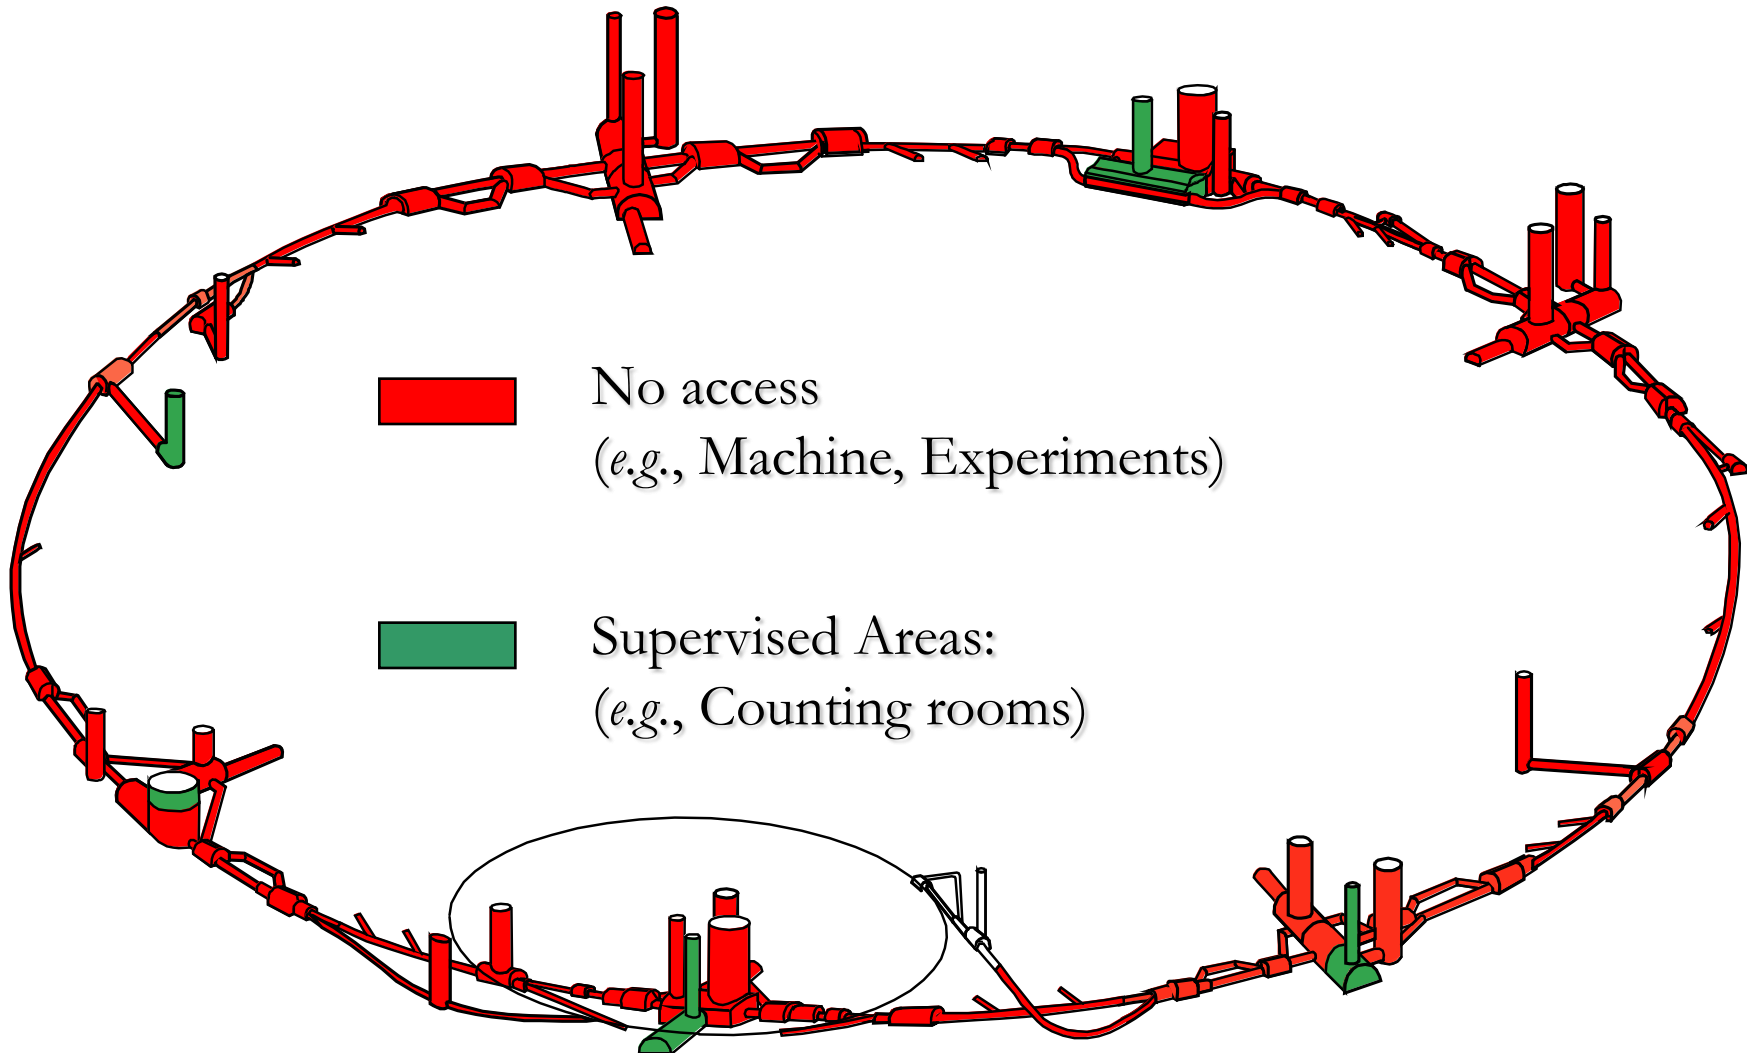 No access
(e.g., Machine, Experiments)
Supervised Areas:
(e.g., Counting rooms)